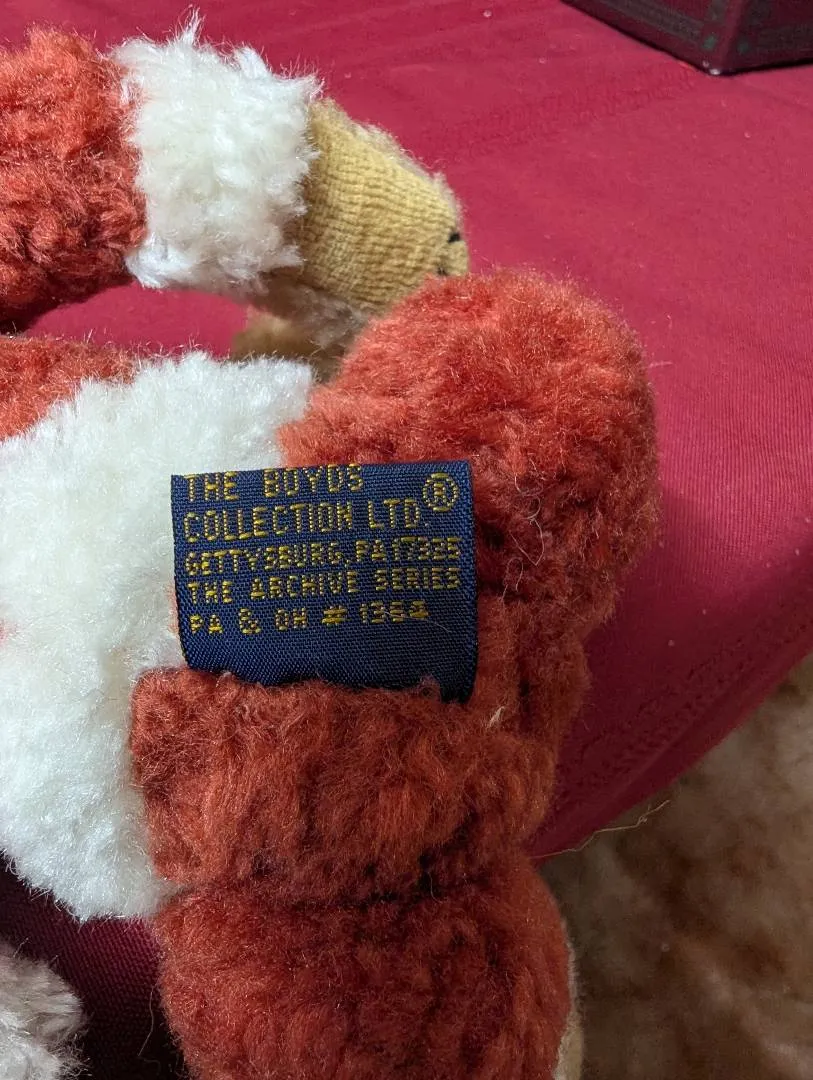 THE BOYDS
COLLECTION LTD.®
GETTYSBURG, PA 17325
THE ARCHIVE SERIES
PA & OH # 1364